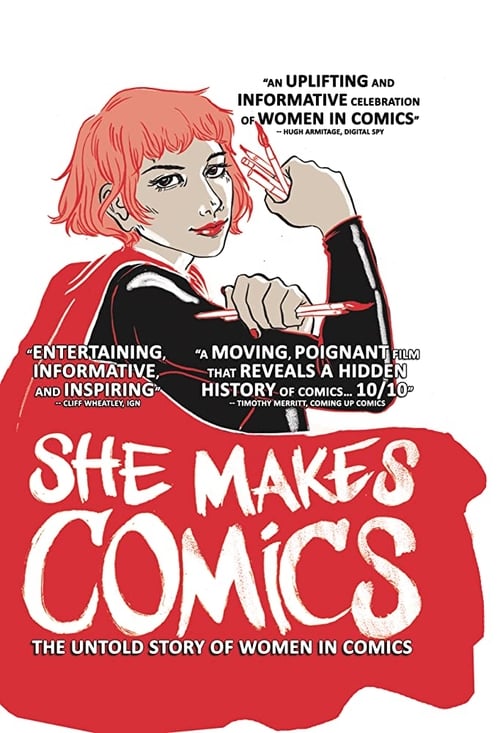 "AN UPLIFTING AND
INFORMATIVE CELEBRATION
OF WOMEN IN COMICS"
-- HUGH ARMITAGE, DIGITAL SPY
"ENTERTAINING,
INFORMATIVE,
AND INSPIRING"
-- CLIFF WHEATLEY, IGN
"A MOVING, POIGNANT FILM
THAT REVEALS A HIDDEN
HISTORY OF COMICS... 10/10"
-- TIMOTHY MERRITT, COMING UP COMICS
SHE MAKES
COMiCS
THE UNTOLD STORY OF WOMEN IN COMICS